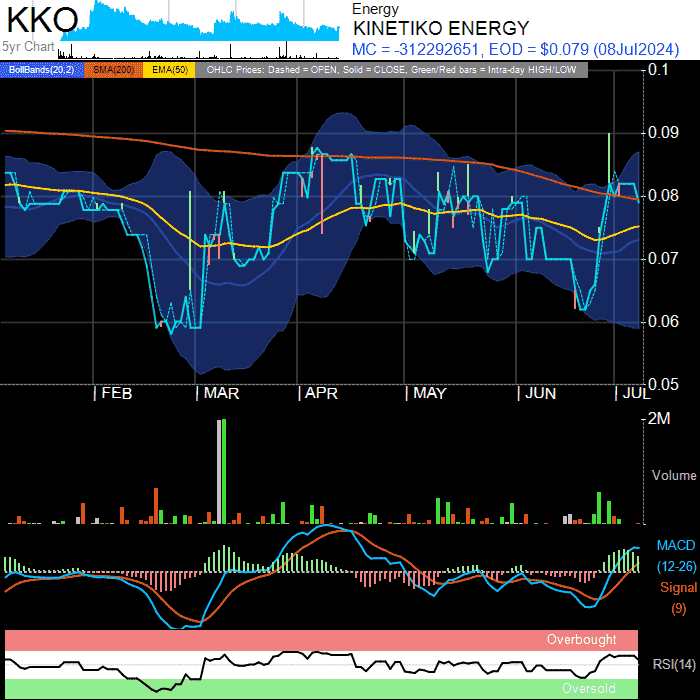 KKO
5yr Chart
Energy
KINETIKO ENERGY
MC = -312292651, EOD = $0.079 (08Jul2024)
BollBands(20,2) SMA(200) EMA(50) OHLC Prices: Dashed = OPEN, Solid = CLOSE, Green/Red bars = Intra-day HIGH/LOW
0.1
0.09
0.08
0.07
0.06
0.05
| FEB | MAR | APR | MAY | JUN | JUL
2M
Volume
MACD
(12-26)
Signal
(9)
Overbought
RSI(14)
Oversold